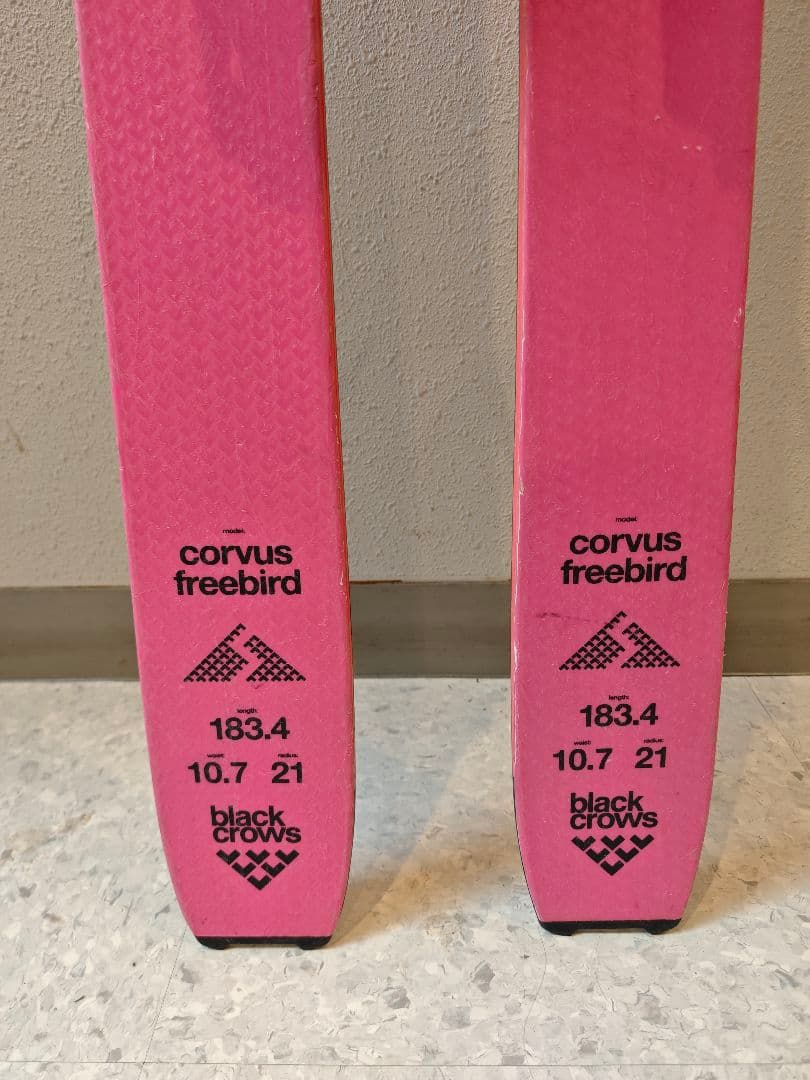 model:
corvus
freebird
length:
183.4
waist: radius:
10.7 21
black
crows
model:
corvus
freebird
length:
183.4
waist: radius:
10.7 21
black
crows